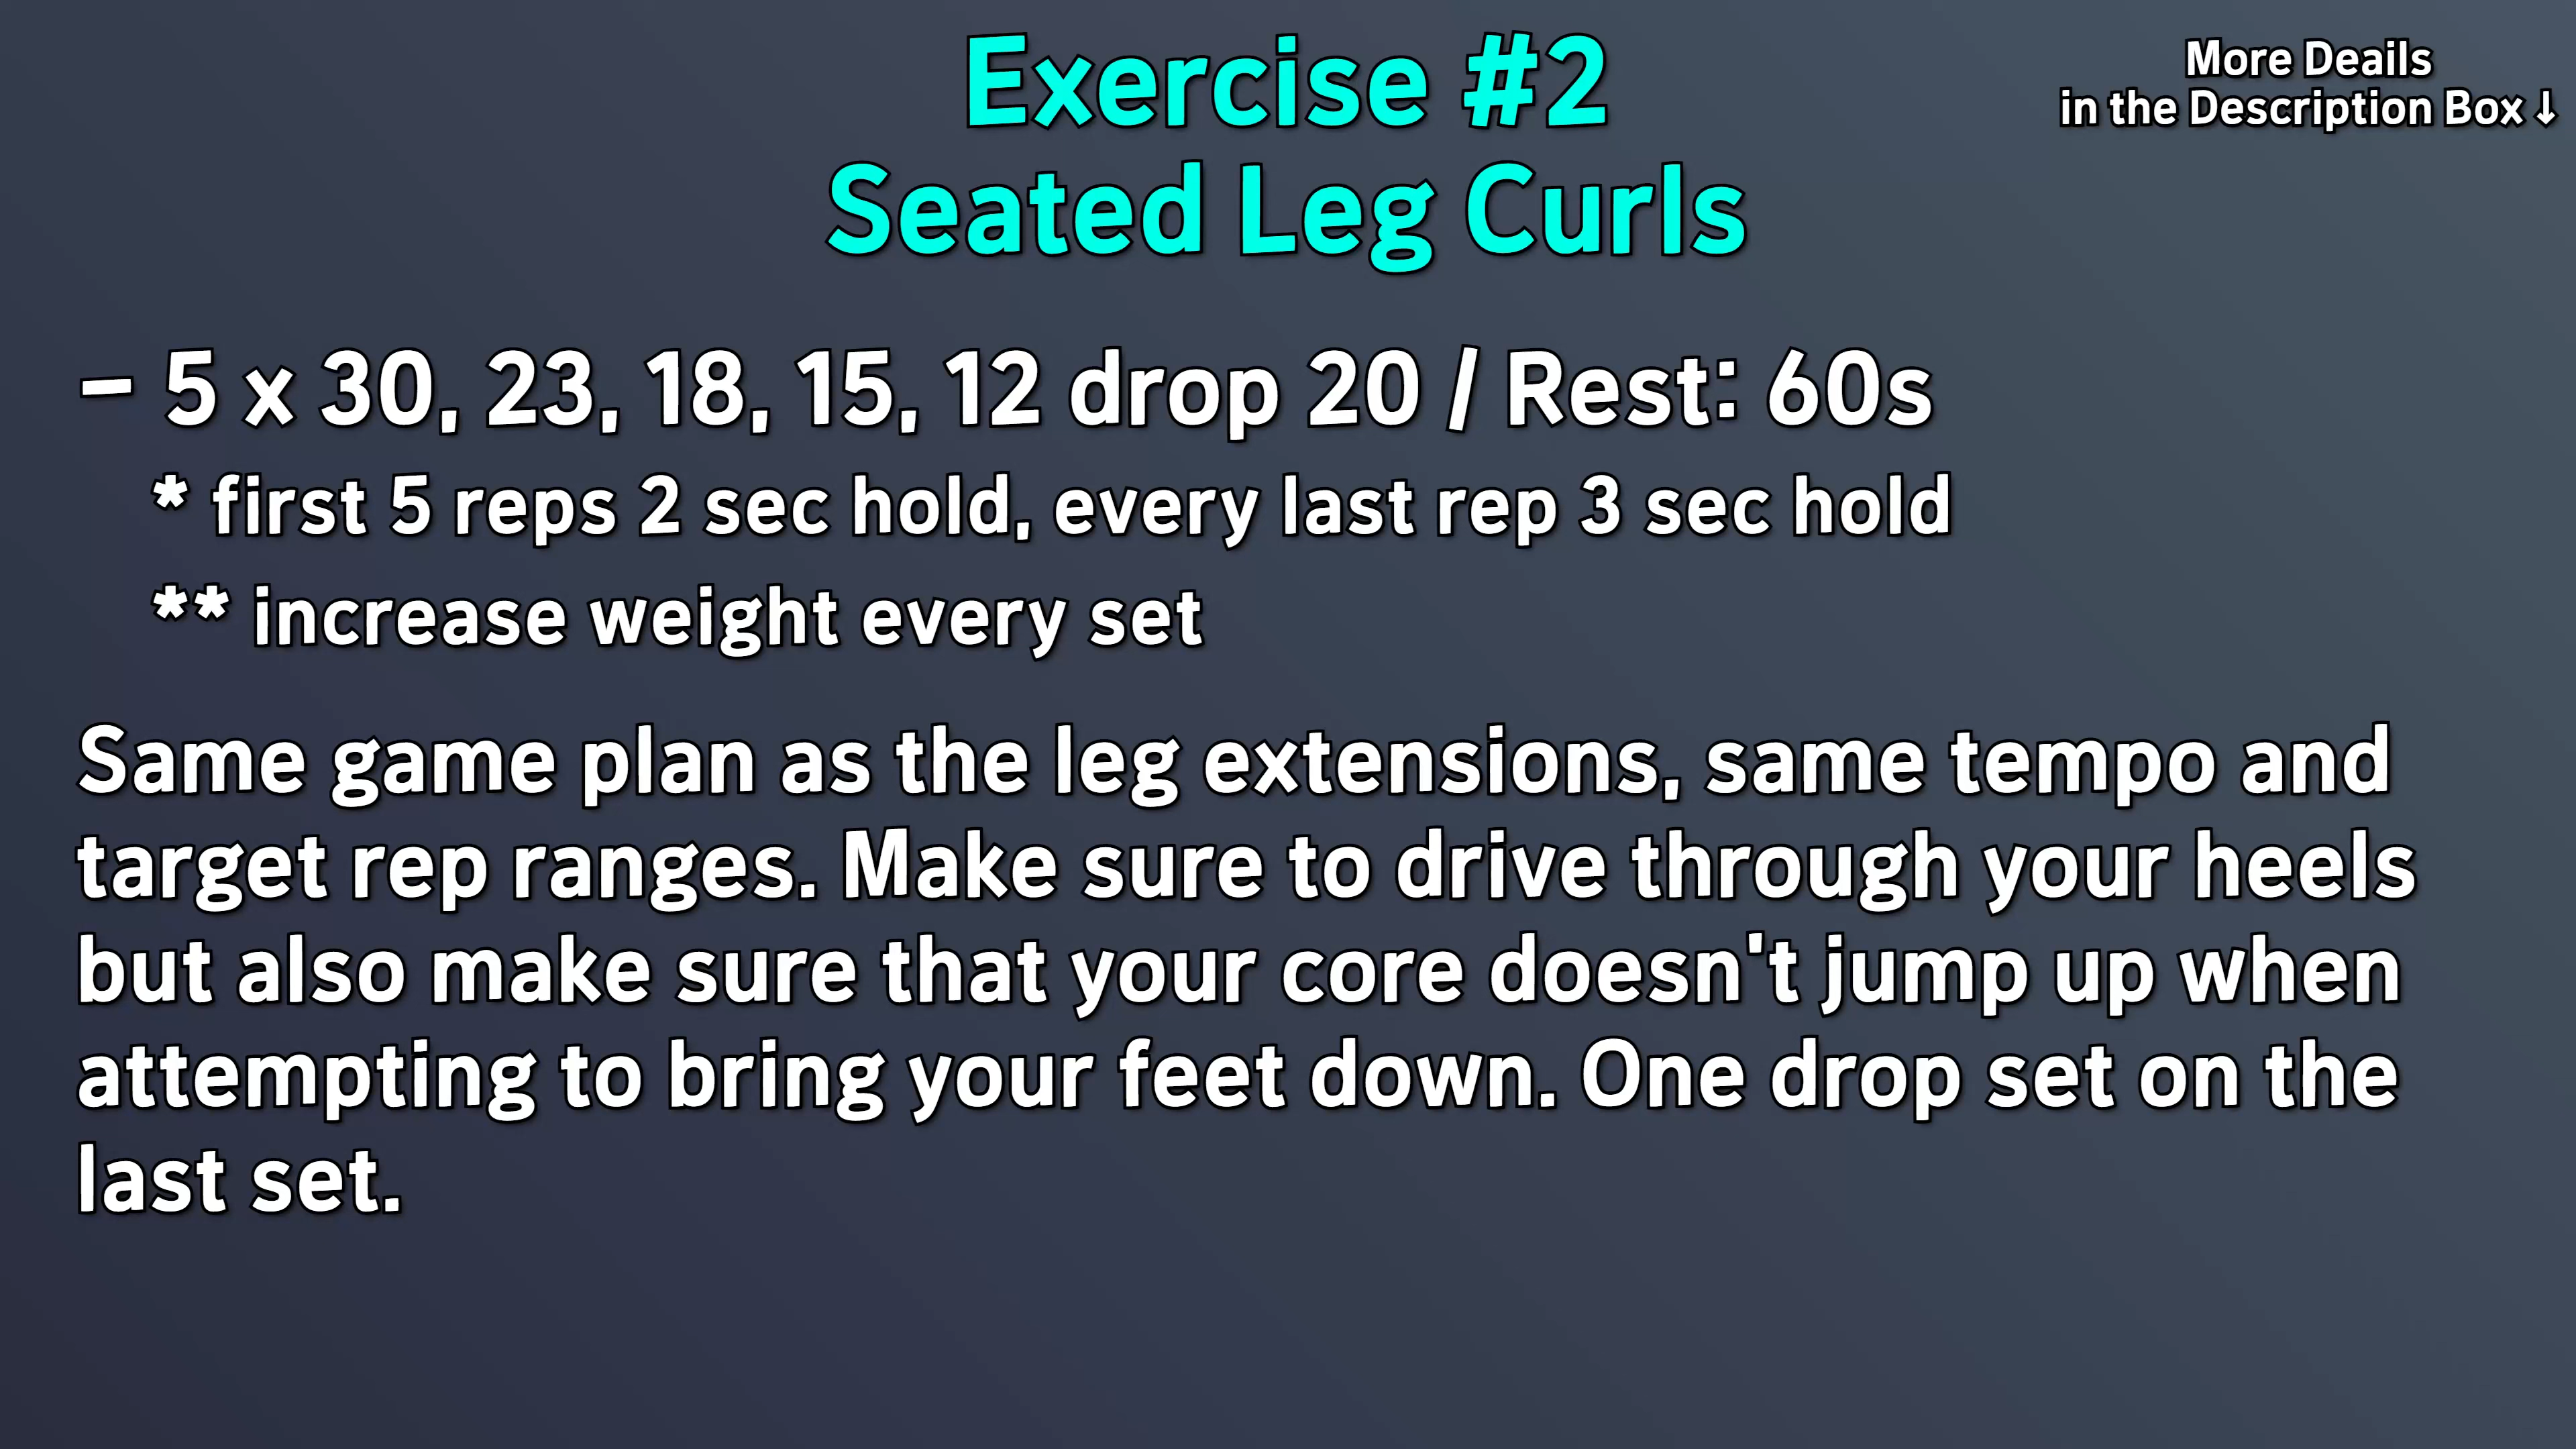 Exercise #2
Seated Leg Curls
More Deails
in the Description Box↓
– 5 x 30, 23, 18, 15, 12 drop 20 / Rest: 60s
* first 5 reps 2 sec hold, every last rep 3 sec hold
** increase weight every set
Same game plan as the leg extensions, same tempo and
target rep ranges. Make sure to drive through your heels
but also make sure that your core doesn't jump up when
attempting to bring your feet down. One drop set on the
last set.